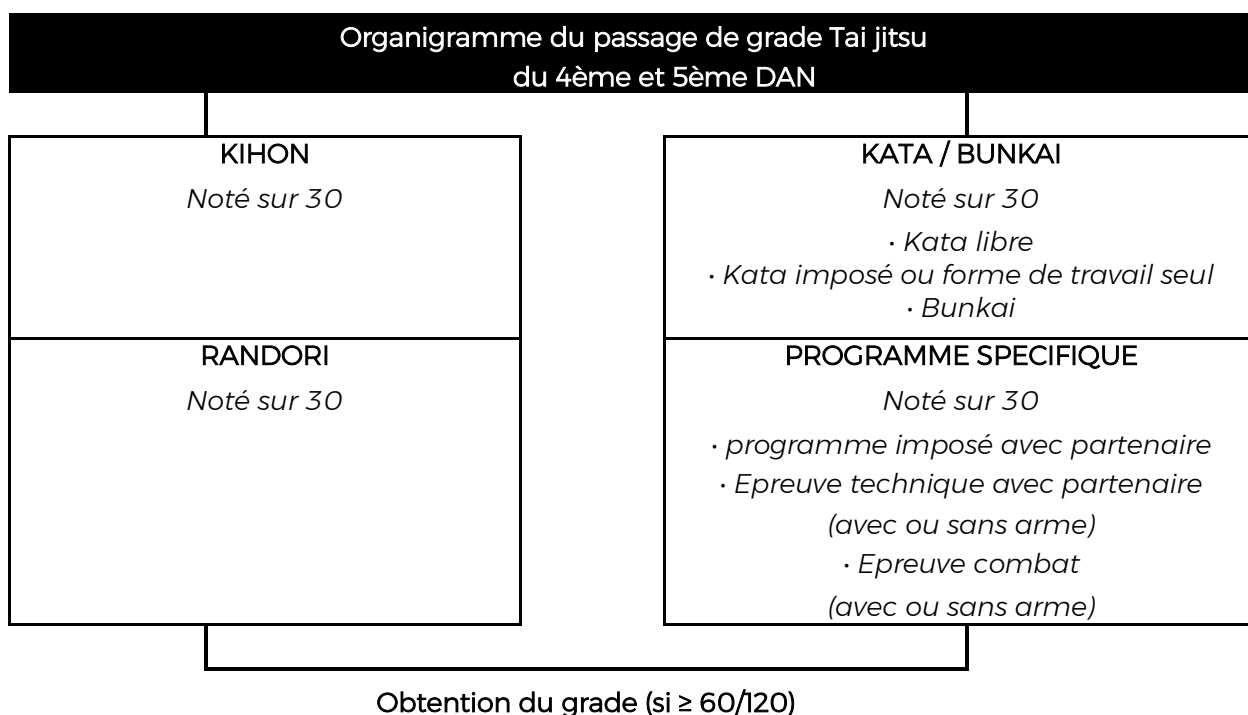 Organigramme du passage de grade Tai jitsu
du 4ème et 5ème DAN
KIHON
Noté sur 30
RANDORI
Noté sur 30
KATA / BUNKAI
Noté sur 30
• Kata libre
• Kata imposé ou forme de travail seul
• Bunkai
PROGRAMME SPECIFIQUE
Noté sur 30
• programme imposé avec partenaire
• Epreuve technique avec partenaire
(avec ou sans arme)
• Epreuve combat
(avec ou sans arme)
Obtention du grade (si ≥ 60/120)